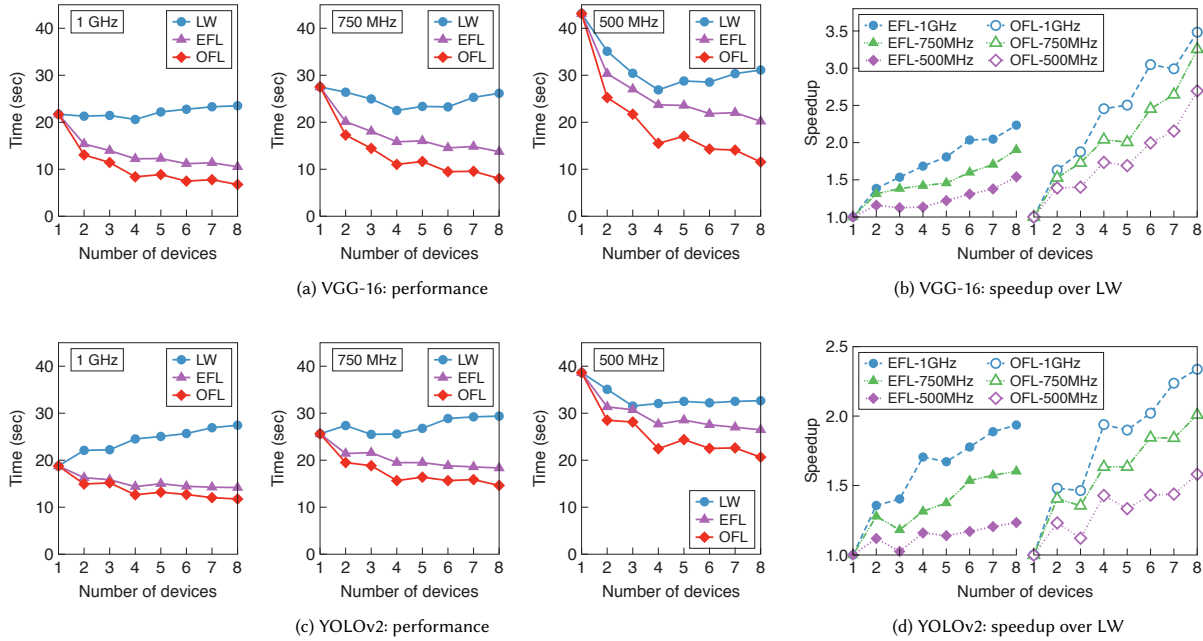 1 GHz
LW
EFL
OFL
Time (sec)
40
30
20
10
0
1 2 3 4 5 6 7 8
Number of devices
750 MHz
LW
EFL
OFL
Time (sec)
40
30
20
10
0
1 2 3 4 5 6 7 8
Number of devices
500 MHz
LW
EFL
OFL
Time (sec)
40
30
20
10
0
1 2 3 4 5 6 7 8
Number of devices
(a) VGG-16: performance
EFL-1GHz OFL-1GHz
EFL-750MHz OFL-750MHz
EFL-500MHz OFL-500MHz
Speedup
3.5
3.0
2.5
2.0
1.5
1.0
1 2 3 4 5 6 7 8 1 2 3 4 5 6 7 8
Number of devices Number of devices
(b) VGG-16: speedup over LW
1 GHz
LW
EFL
OFL
Time (sec)
40
30
20
10
0
1 2 3 4 5 6 7 8
Number of devices
750 MHz
LW
EFL
OFL
Time (sec)
40
30
20
10
0
1 2 3 4 5 6 7 8
Number of devices
500 MHz
LW
EFL
OFL
Time (sec)
40
30
20
10
0
1 2 3 4 5 6 7 8
Number of devices
(c) YOLOv2: performance
EFL-1GHz OFL-1GHz
EFL-750MHz OFL-750MHz
EFL-500MHz OFL-500MHz
Speedup
2.5
2.0
1.5
1.0
1 2 3 4 5 6 7 8 1 2 3 4 5 6 7 8
Number of devices Number of devices
(d) YOLOv2: speedup over LW